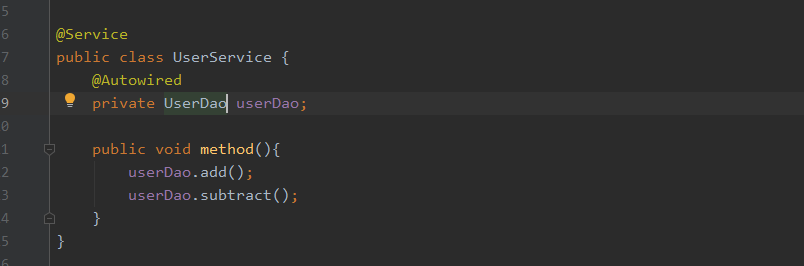 5
6 @Service
7 public class UserService {
8 @Autowired
9 private UserDao userDao;
0
1 public void method(){
2 userDao.add();
3 userDao.subtract();
4 }
5 }
6